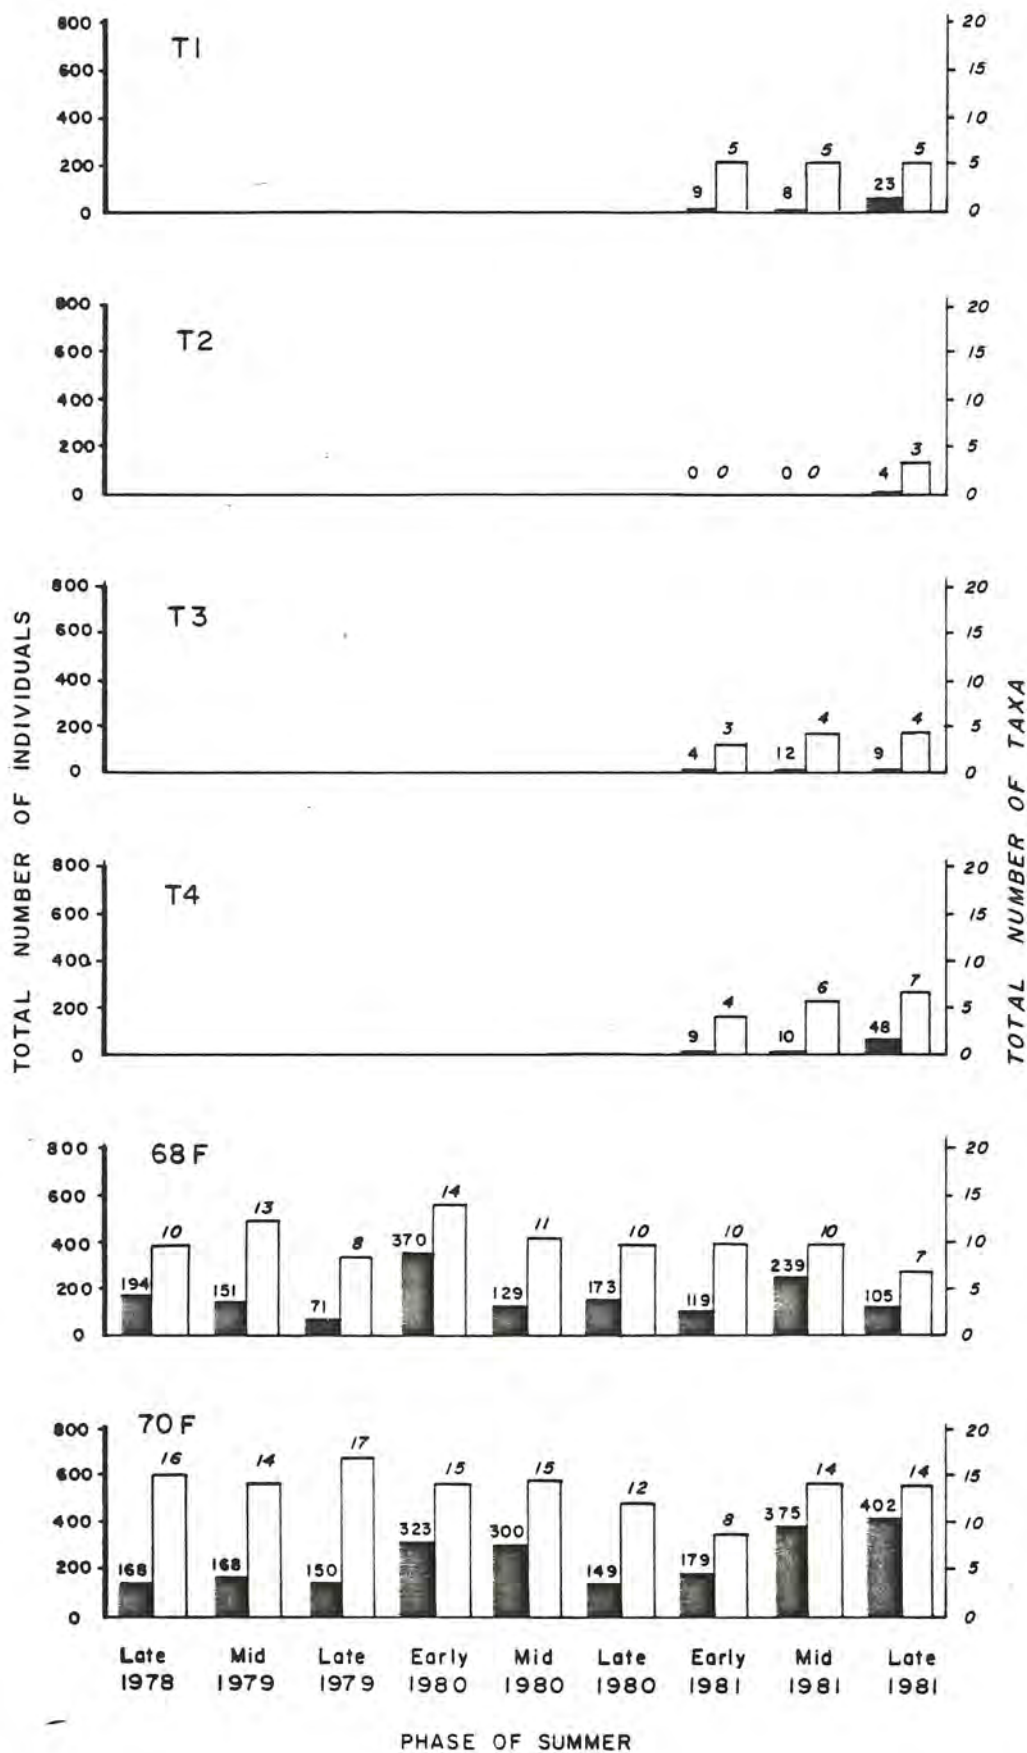 TOTAL NUMBER OF INDIVIDUALS
TOTAL NUMBER OF TAXA
T1
800 20
600 15
400 10
200 5
0 0
9 5 8 5 23 5
T2
800 20
600 15
400 10
200 5
0 0
0 0 0 0 4 3
T3
800 20
600 15
400 10
200 5
0 0
4 3 12 4 9 4
T4
800 20
600 15
400 10
200 5
0 0
9 4 10 6 48 7
68F
800 20
600 15
400 10
200 5
0 0
194 10 151 13 71 8 370 14 129 11 173 10 119 10 239 10 105 7
70F
800 20
600 15
400 10
200 5
0 0
168 16 168 14 150 17 323 15 300 15 149 12 179 8 375 14 402 14
Late Mid Late Early Mid Late Early Mid Late
1978 1979 1979 1980 1980 1980 1981 1981 1981
PHASE OF SUMMER